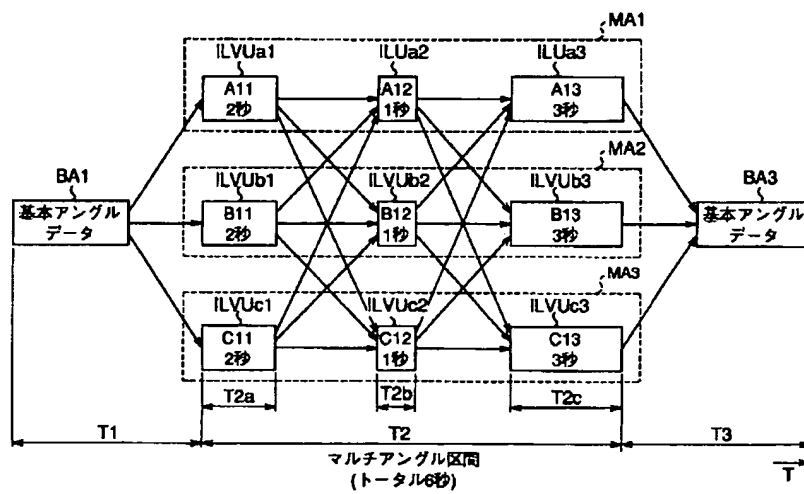 MA1
ILVUa1
ILUa2
ILUa3
A11
2秒
A12
1秒
A13
3秒
MA2
BA1
ILVUb1
ILVUb2
ILVUb3
BA3
基本アングル
データ
B11
2秒
B12
1秒
B13
3秒
基本アングル
データ
MA3
ILVUc1
ILVUc2
ILVUc3
C11
2秒
C12
1秒
C13
3秒
T2a
T2b
T2c
T1
T2
T3
マルチアングル区間
(トータル6秒)
T